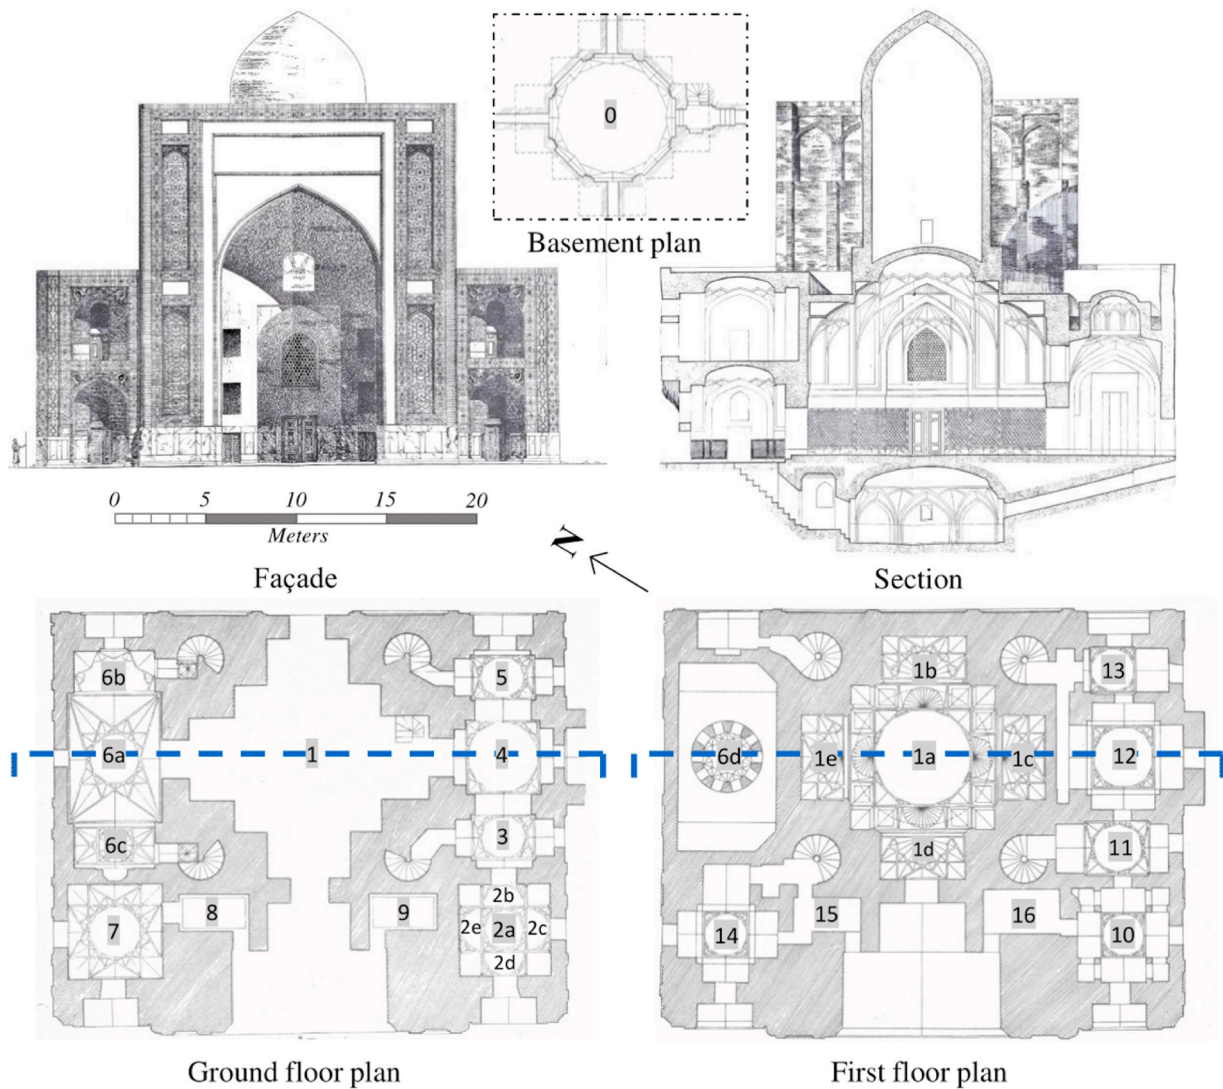 0
Basement plan
0 5 10 15 20
Meters
Façade
N
Section
6b
5
6a
1
4
6c
3
7
8
9
2b
2e
2a
2c
2d
Ground floor plan
1b
13
6d
1e
1a
1c
12
1d
11
14
15
16
10
First floor plan